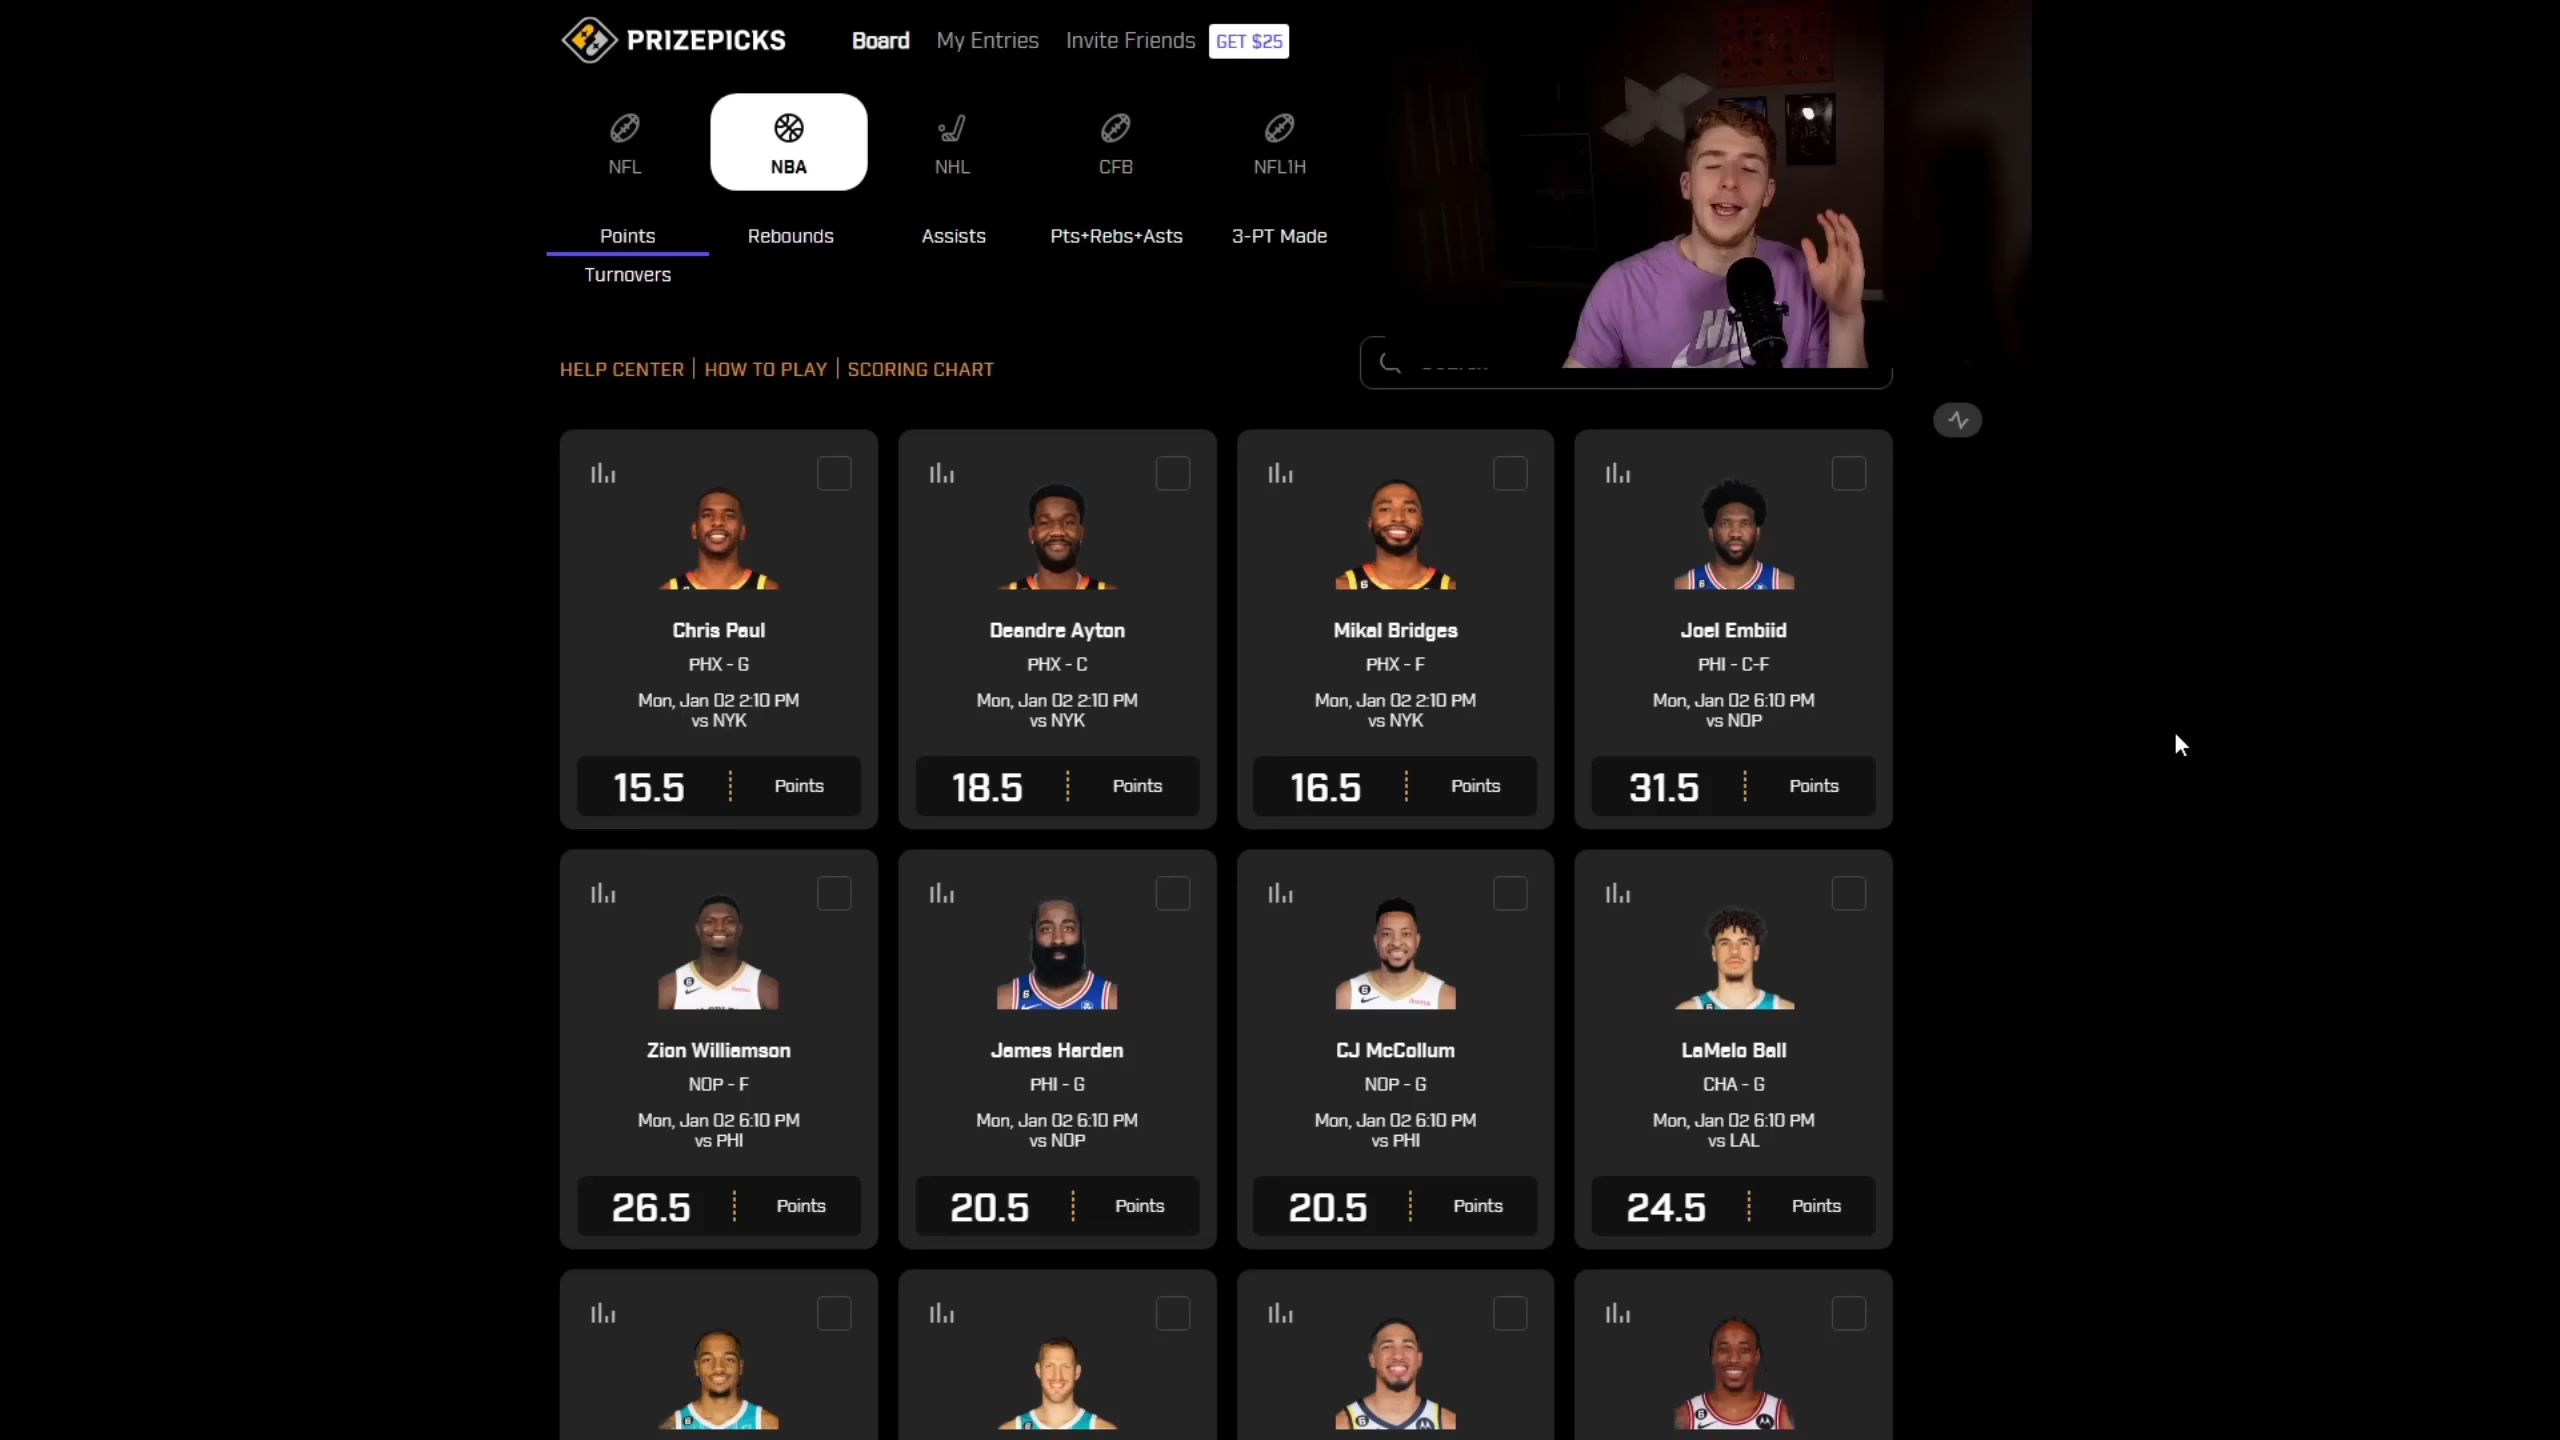 PRIZEPICKS
Board My Entries Invite Friends GET $25
NFL NBA NHL CFB NFL1H
Points Rebounds Assists Pts+Rebs+Asts 3-PT Made
Turnovers
HELP CENTER | HOW TO PLAY | SCORING CHART
Chris Paul Deandre Ayton Mikal Bridges Joel Embiid
PHX - G PHX - C PHX - F PHI - C-F
Mon, Jan 02 2:10 PM Mon, Jan 02 2:10 PM Mon, Jan 02 2:10 PM Mon, Jan 02 6:10 PM
vs NYK vs NYK vs NYK vs NOP
15.5 Points 18.5 Points 16.5 Points 31.5 Points
Zion Williamson James Harden CJ McCollum LaMelo Ball
NOP - F PHI - G NOP - G CHA - G
Mon, Jan 02 6:10 PM Mon, Jan 02 6:10 PM Mon, Jan 02 6:10 PM Mon, Jan 02 6:10 PM
vs PHI vs NOP vs PHI vs LAL
26.5 Points 20.5 Points 20.5 Points 24.5 Points